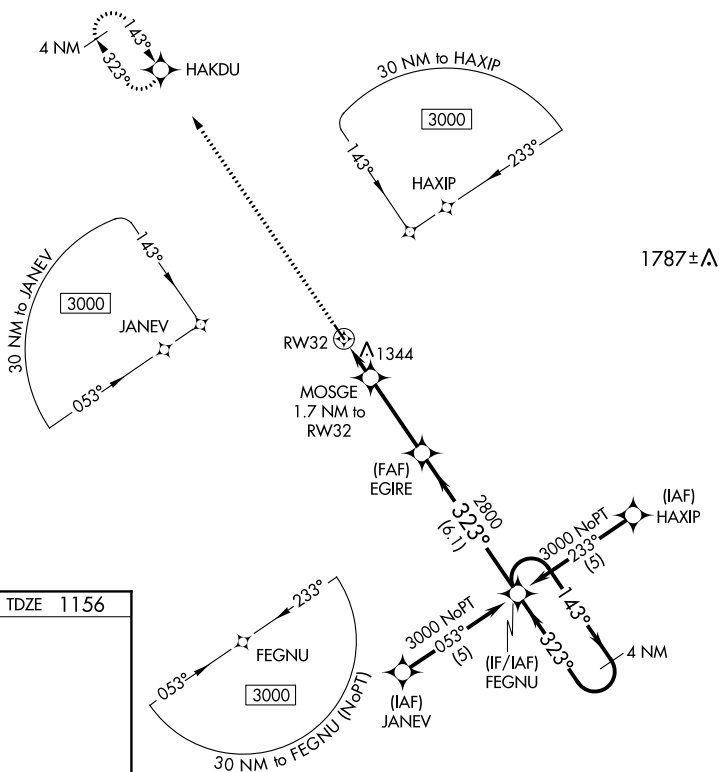 4 NM
143°
323°
HAKDU
30 NM to HAXIP
3000
143°
233°
HAXIP
1787±
30 NM to JANEV
143°
3000
JANEV
053°
RW32
1344
MOSGE
1.7 NM to
RW32
(FAF)
EGIRE
2800
323°
(6.1)
(IAF)
HAXIP
3000 NoPT
233°
(5)
143°
323°
4 NM
3000 NoPT
053°
(5)
(IF/IAF)
FEGNU
(IAF)
JANEV
TDZE 1156
233°
FEGNU
053°
3000
30 NM to FEGNU (NoPT)